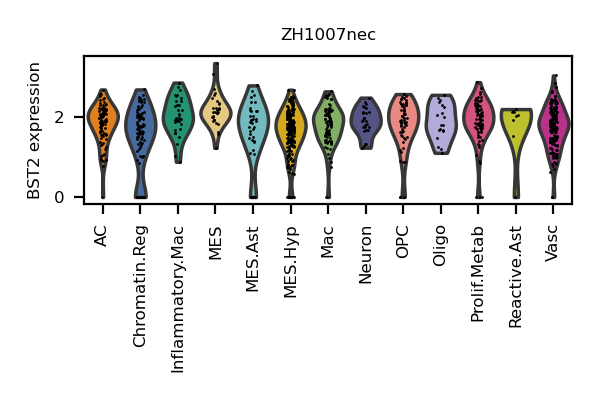 ZH1007nec
BST2 expression
2
0
AC
Chromatin.Reg
Inflammatory.Mac
MES
MES.Ast
MES.Hyp
Mac
Neuron
OPC
Oligo
Prolif.Metab
Reactive.Ast
Vasc